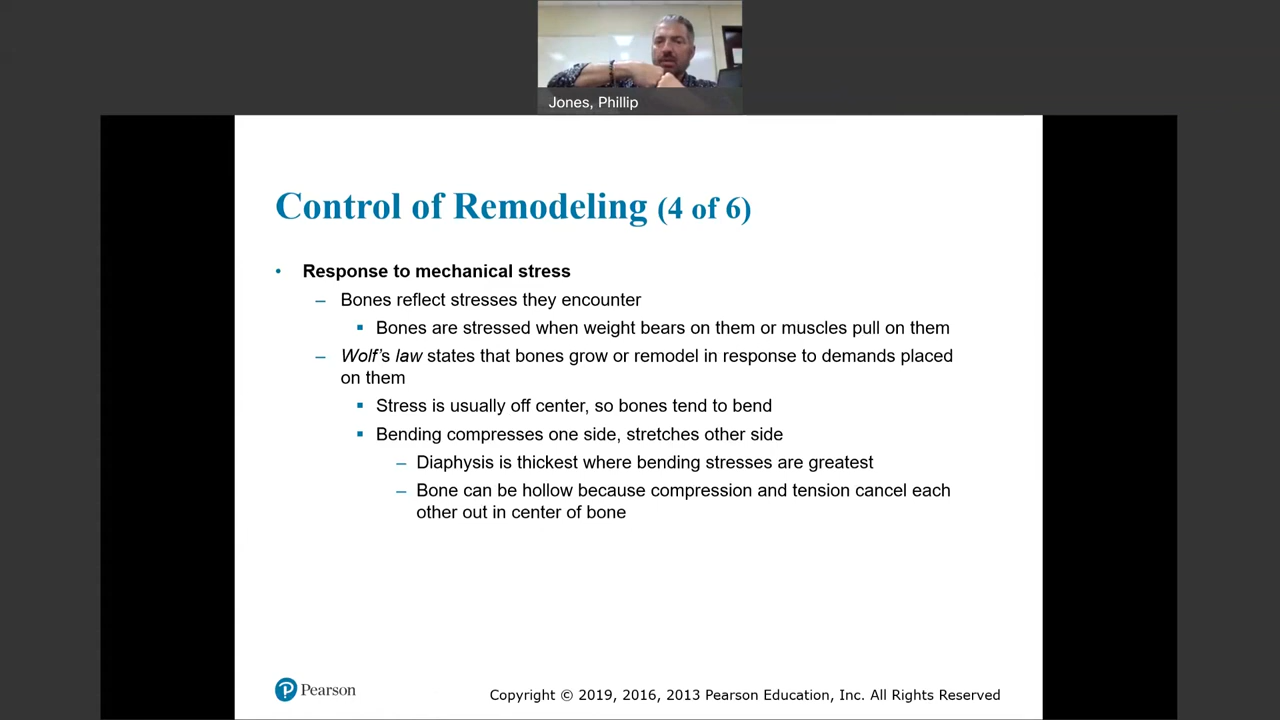 Jones, Phillip
Control of Remodeling (4 of 6)
• Response to mechanical stress
– Bones reflect stresses they encounter
▪ Bones are stressed when weight bears on them or muscles pull on them
– Wolf's law states that bones grow or remodel in response to demands placed
on them
▪ Stress is usually off center, so bones tend to bend
▪ Bending compresses one side, stretches other side
– Diaphysis is thickest where bending stresses are greatest
– Bone can be hollow because compression and tension cancel each
other out in center of bone
P Pearson
Copyright © 2019, 2016, 2013 Pearson Education, Inc. All Rights Reserved